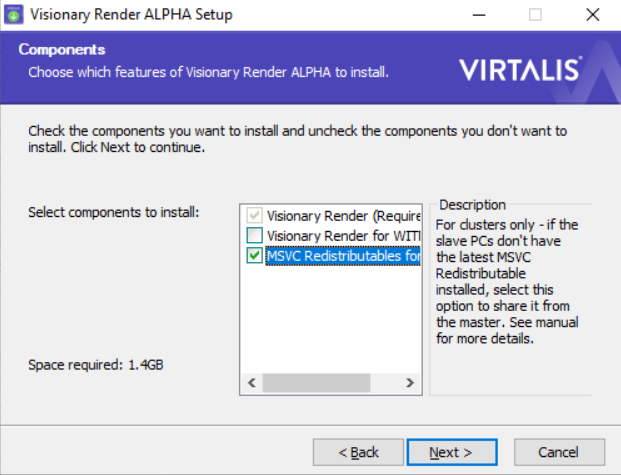 Visionary Render ALPHA Setup
Components
Choose which features of Visionary Render ALPHA to install.
VIRTALIS
Check the components you want to install and uncheck the components you don't want to
install. Click Next to continue.
Select components to install:
Visionary Render (Require
Visionary Render for WIT
MSVC Redistributables for
Description
For clusters only - if the
slave PCs don't have
the latest MSVC
Redistributable
installed, select this
option to share it from
the master. See manual
for more details.
Space required: 1.4GB
< Back
Next >
Cancel